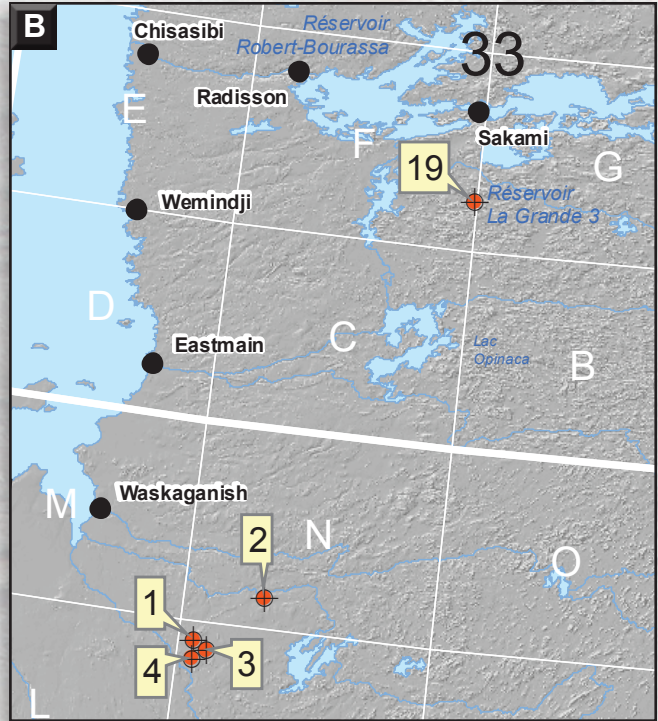 B
Chisasibi
Réservoir
Robert-Bourassa
33
Radisson
E
Sakami
F
G
19
Réservoir
La Grande 3
Wemindji
D
Eastmain
C
Lac
Opinaca
B
Waskaganish
M
N
O
2
1
3
4
L